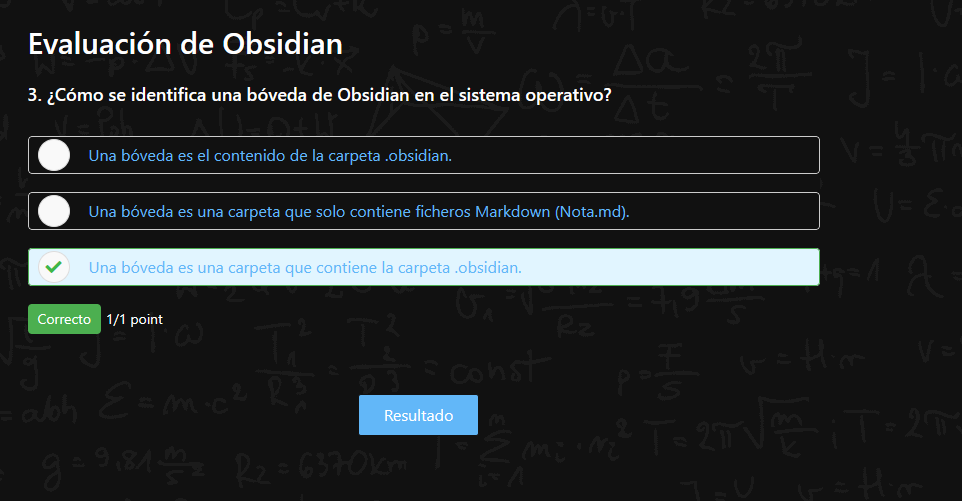 Evaluación de Obsidian
3. ¿Cómo se identifica una bóveda de Obsidian en el sistema operativo?
Una bóveda es el contenido de la carpeta .obsidian.
Una bóveda es una carpeta que solo contiene ficheros Markdown (Nota.md).
Una bóveda es una carpeta que contiene la carpeta .obsidian.
Correcto 1/1 point
Resultado